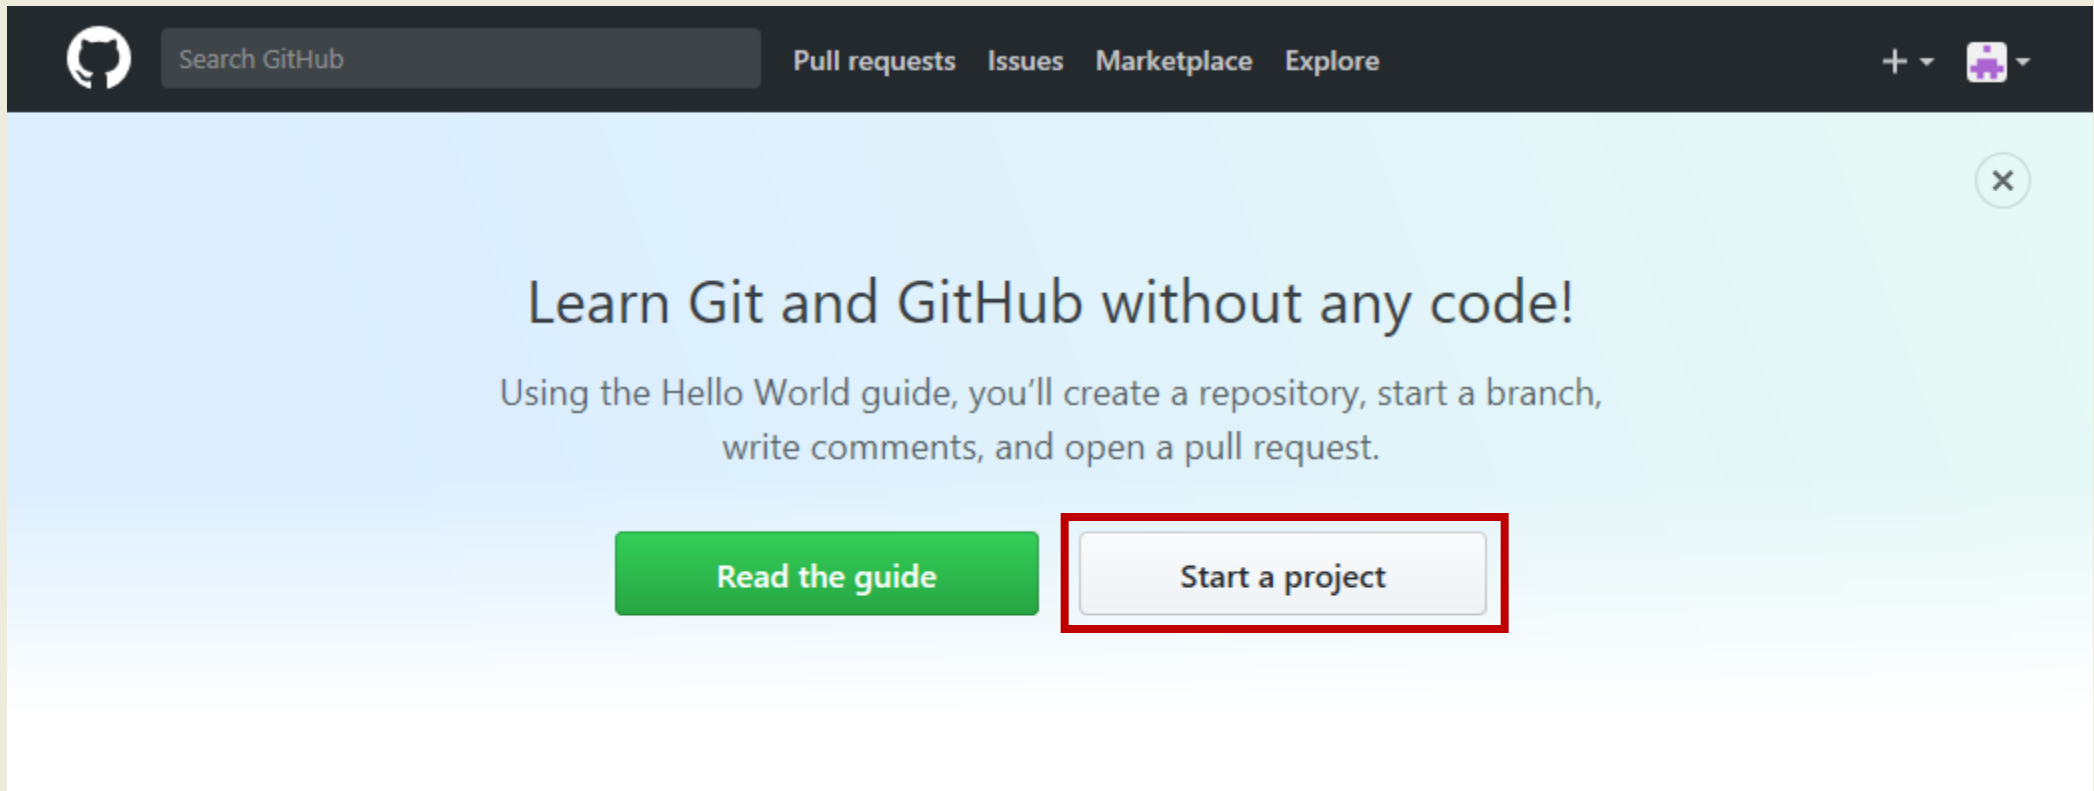 Search GitHub
Pull requests Issues Marketplace Explore
Learn Git and GitHub without any code!
Using the Hello World guide, you’ll create a repository, start a branch,
write comments, and open a pull request.
Read the guide
Start a project